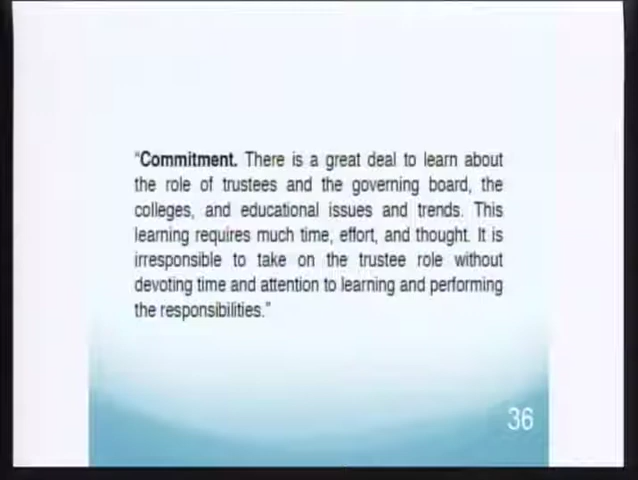 “Commitment. There is a great deal to learn about
the role of trustees and the governing board, the
colleges, and educational issues and trends. This
learning requires much time, effort, and thought. It is
irresponsible to take on the trustee role without
devoting time and attention to learning and performing
the responsibilities.”
36